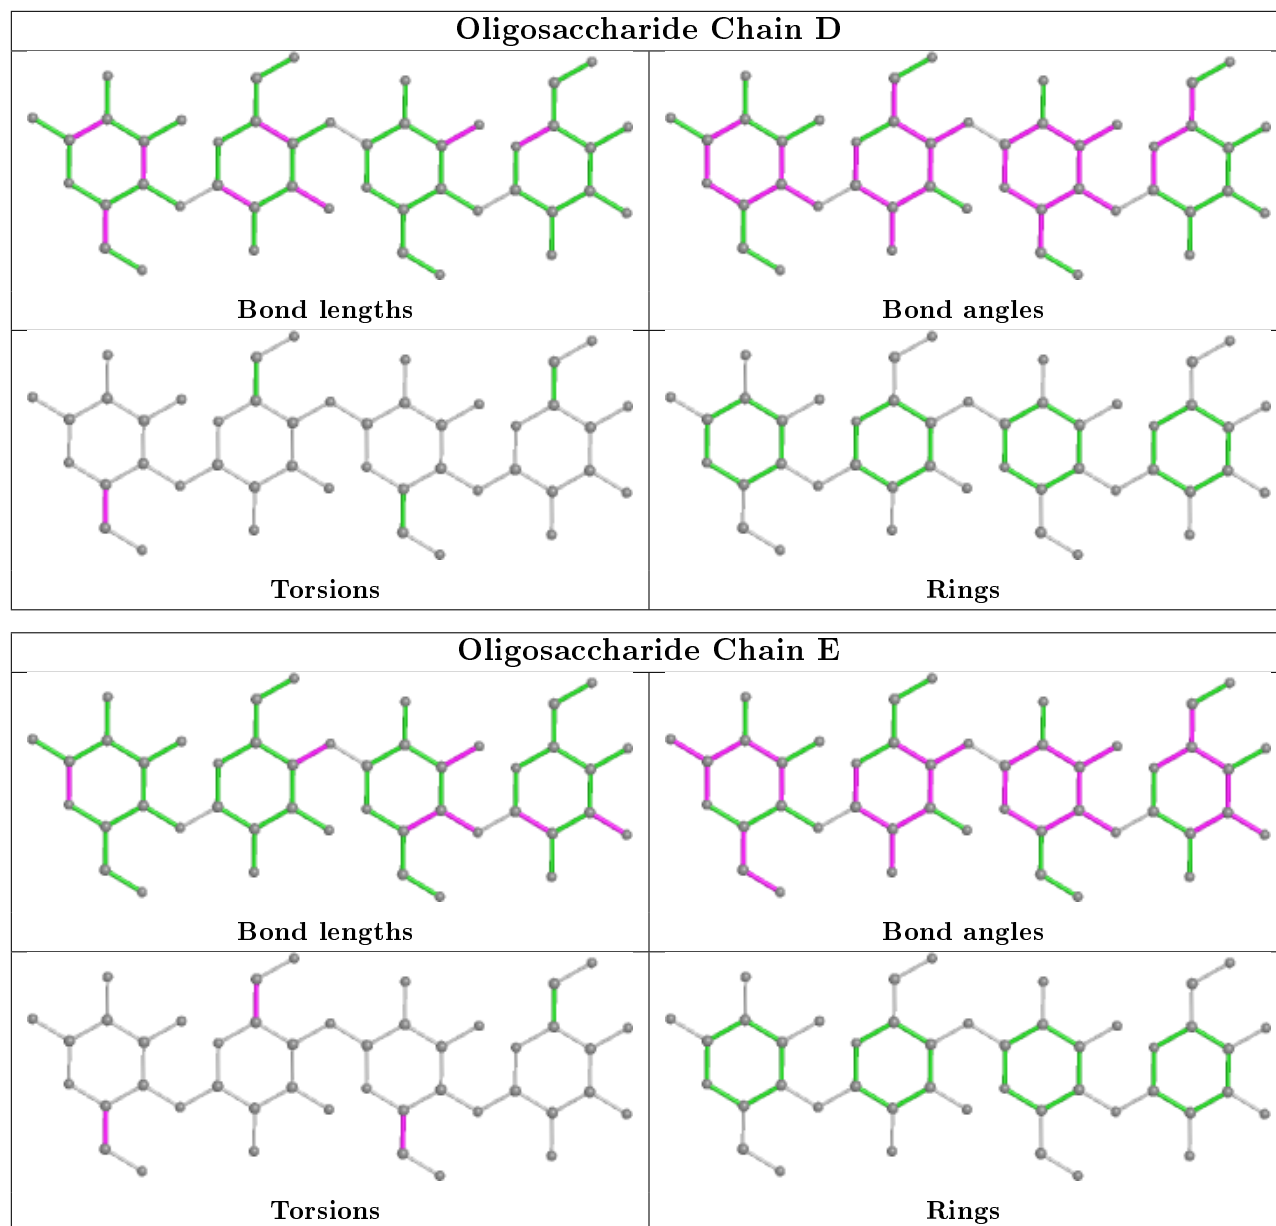 Oligosaccharide Chain D
Bond lengths
Bond angles
Torsions
Rings
Oligosaccharide Chain E
Bond lengths
Bond angles
Torsions
Rings